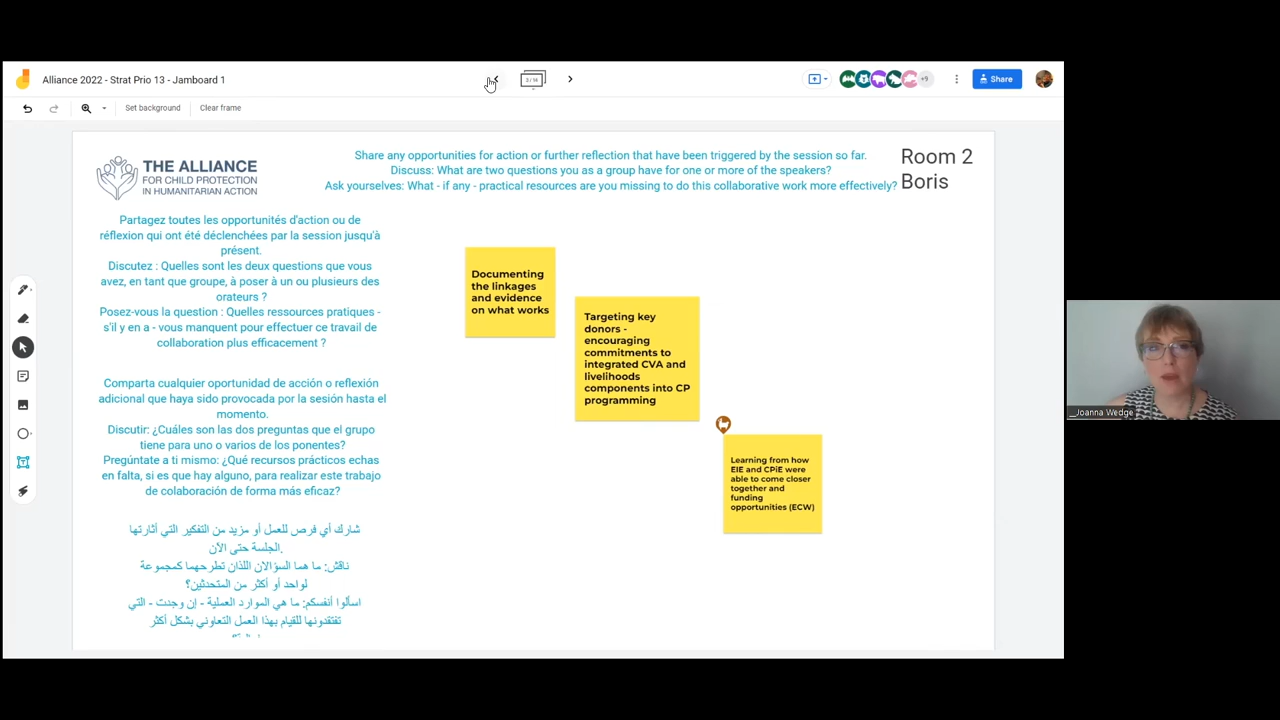 Alliance 2022 - Strat Prio 13 - Jamboard 1
3 / 14
+9
Share
Set background
Clear frame
THE ALLIANCE
FOR CHILD PROTECTION
IN HUMANITARIAN ACTION
Share any opportunities for action or further reflection that have been triggered by the session so far.
Discuss: What are two questions you as a group have for one or more of the speakers?
Ask yourselves: What - if any - practical resources are you missing to do this collaborative work more effectively?
Room 2
Boris
Partagez toutes les opportunités d'action ou de
réflexion qui ont été déclenchées par la session jusqu'à
présent.
Discutez : Quelles sont les deux questions que vous
avez, en tant que groupe, à poser à un ou plusieurs des
orateurs ?
Posez-vous la question : Quelles ressources pratiques -
s'il y en a - vous manquent pour effectuer ce travail de
collaboration plus efficacement ?
Comparta cualquier oportunidad de acción o reflexión
adicional que haya sido provocada por la sesión hasta el
momento.
Discutir: ¿Cuáles son las dos preguntas que el grupo
tiene para uno o varios de los ponentes?
Pregúntate a ti mismo: ¿Qué recursos prácticos echas
en falta, si es que hay alguno, para realizar este trabajo
de colaboración de forma más eficaz?
شارك أي فرص للعمل أو مزيد من التفكير التي أثارتها
الجلسة حتى الآن.
ناقش: ما هما السؤالان اللذان تطرحهما كمجموعة
لواحد أو أكثر من المتحدثين؟
اسألوا أنفسكم: ما هي الموارد العملية - إن وجدت - التي
تفتقدونها للقيام بهذا العمل التعاوني بشكل أكثر
Documenting
the linkages
and evidence
on what works
Targeting key
donors -
encouraging
commitments to
integrated CVA and
livelihoods
components into CP
programming
Learning from how
EIE and CPiE were
able to come closer
together and
funding
opportunities (ECW)
_Joanna Wedge